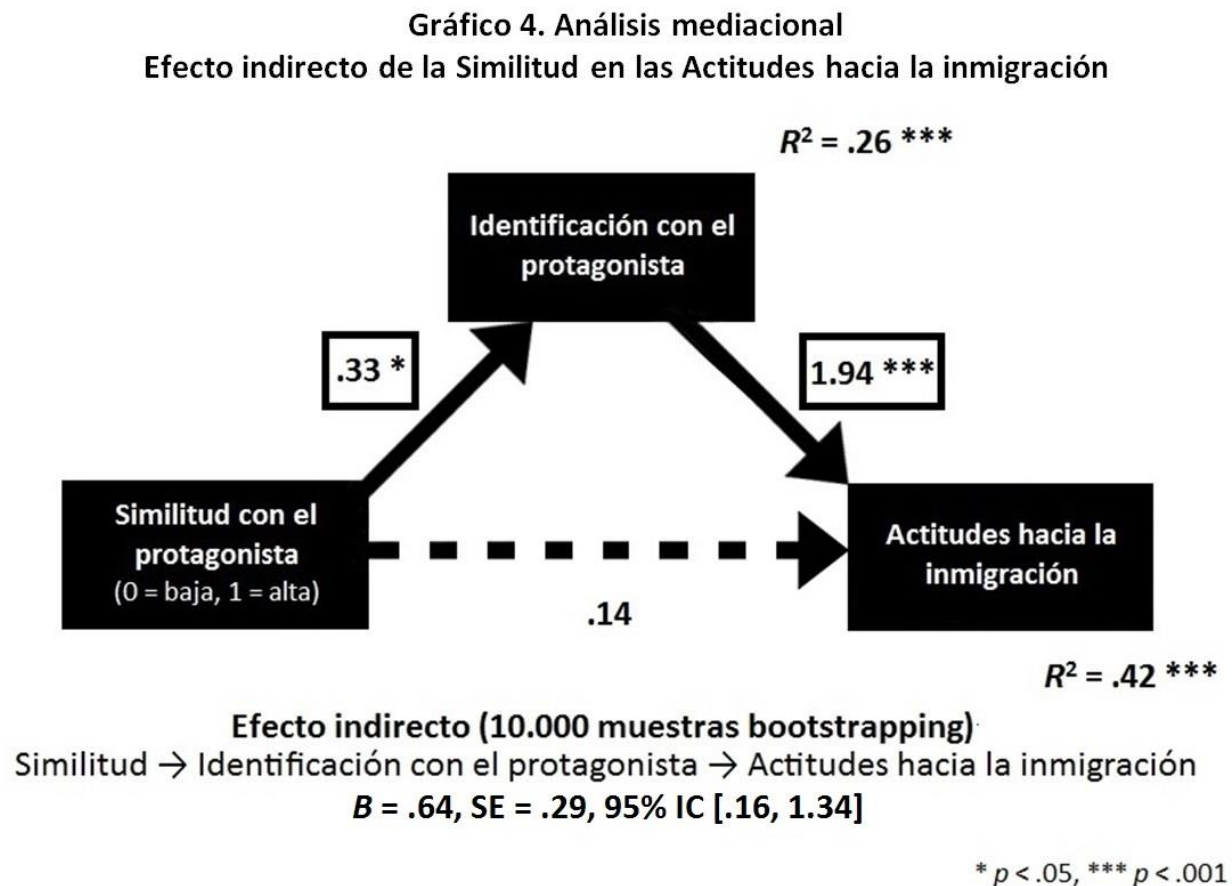 Gráfico 4. Análisis mediacional
Efecto indirecto de la Similitud en las Actitudes hacia la inmigración
R² = .26 ***
Identificación con el
protagonista
.33 *
1.94 ***
Similitud con el
protagonista
(0 = baja, 1 = alta)
Actitudes hacia la
inmigración
.14
R² = .42 ***
Efecto indirecto (10.000 muestras bootstrapping)
Similitud → Identificación con el protagonista → Actitudes hacia la inmigración
B = .64, SE = .29, 95% IC [.16, 1.34]
* p < .05, *** p < .001